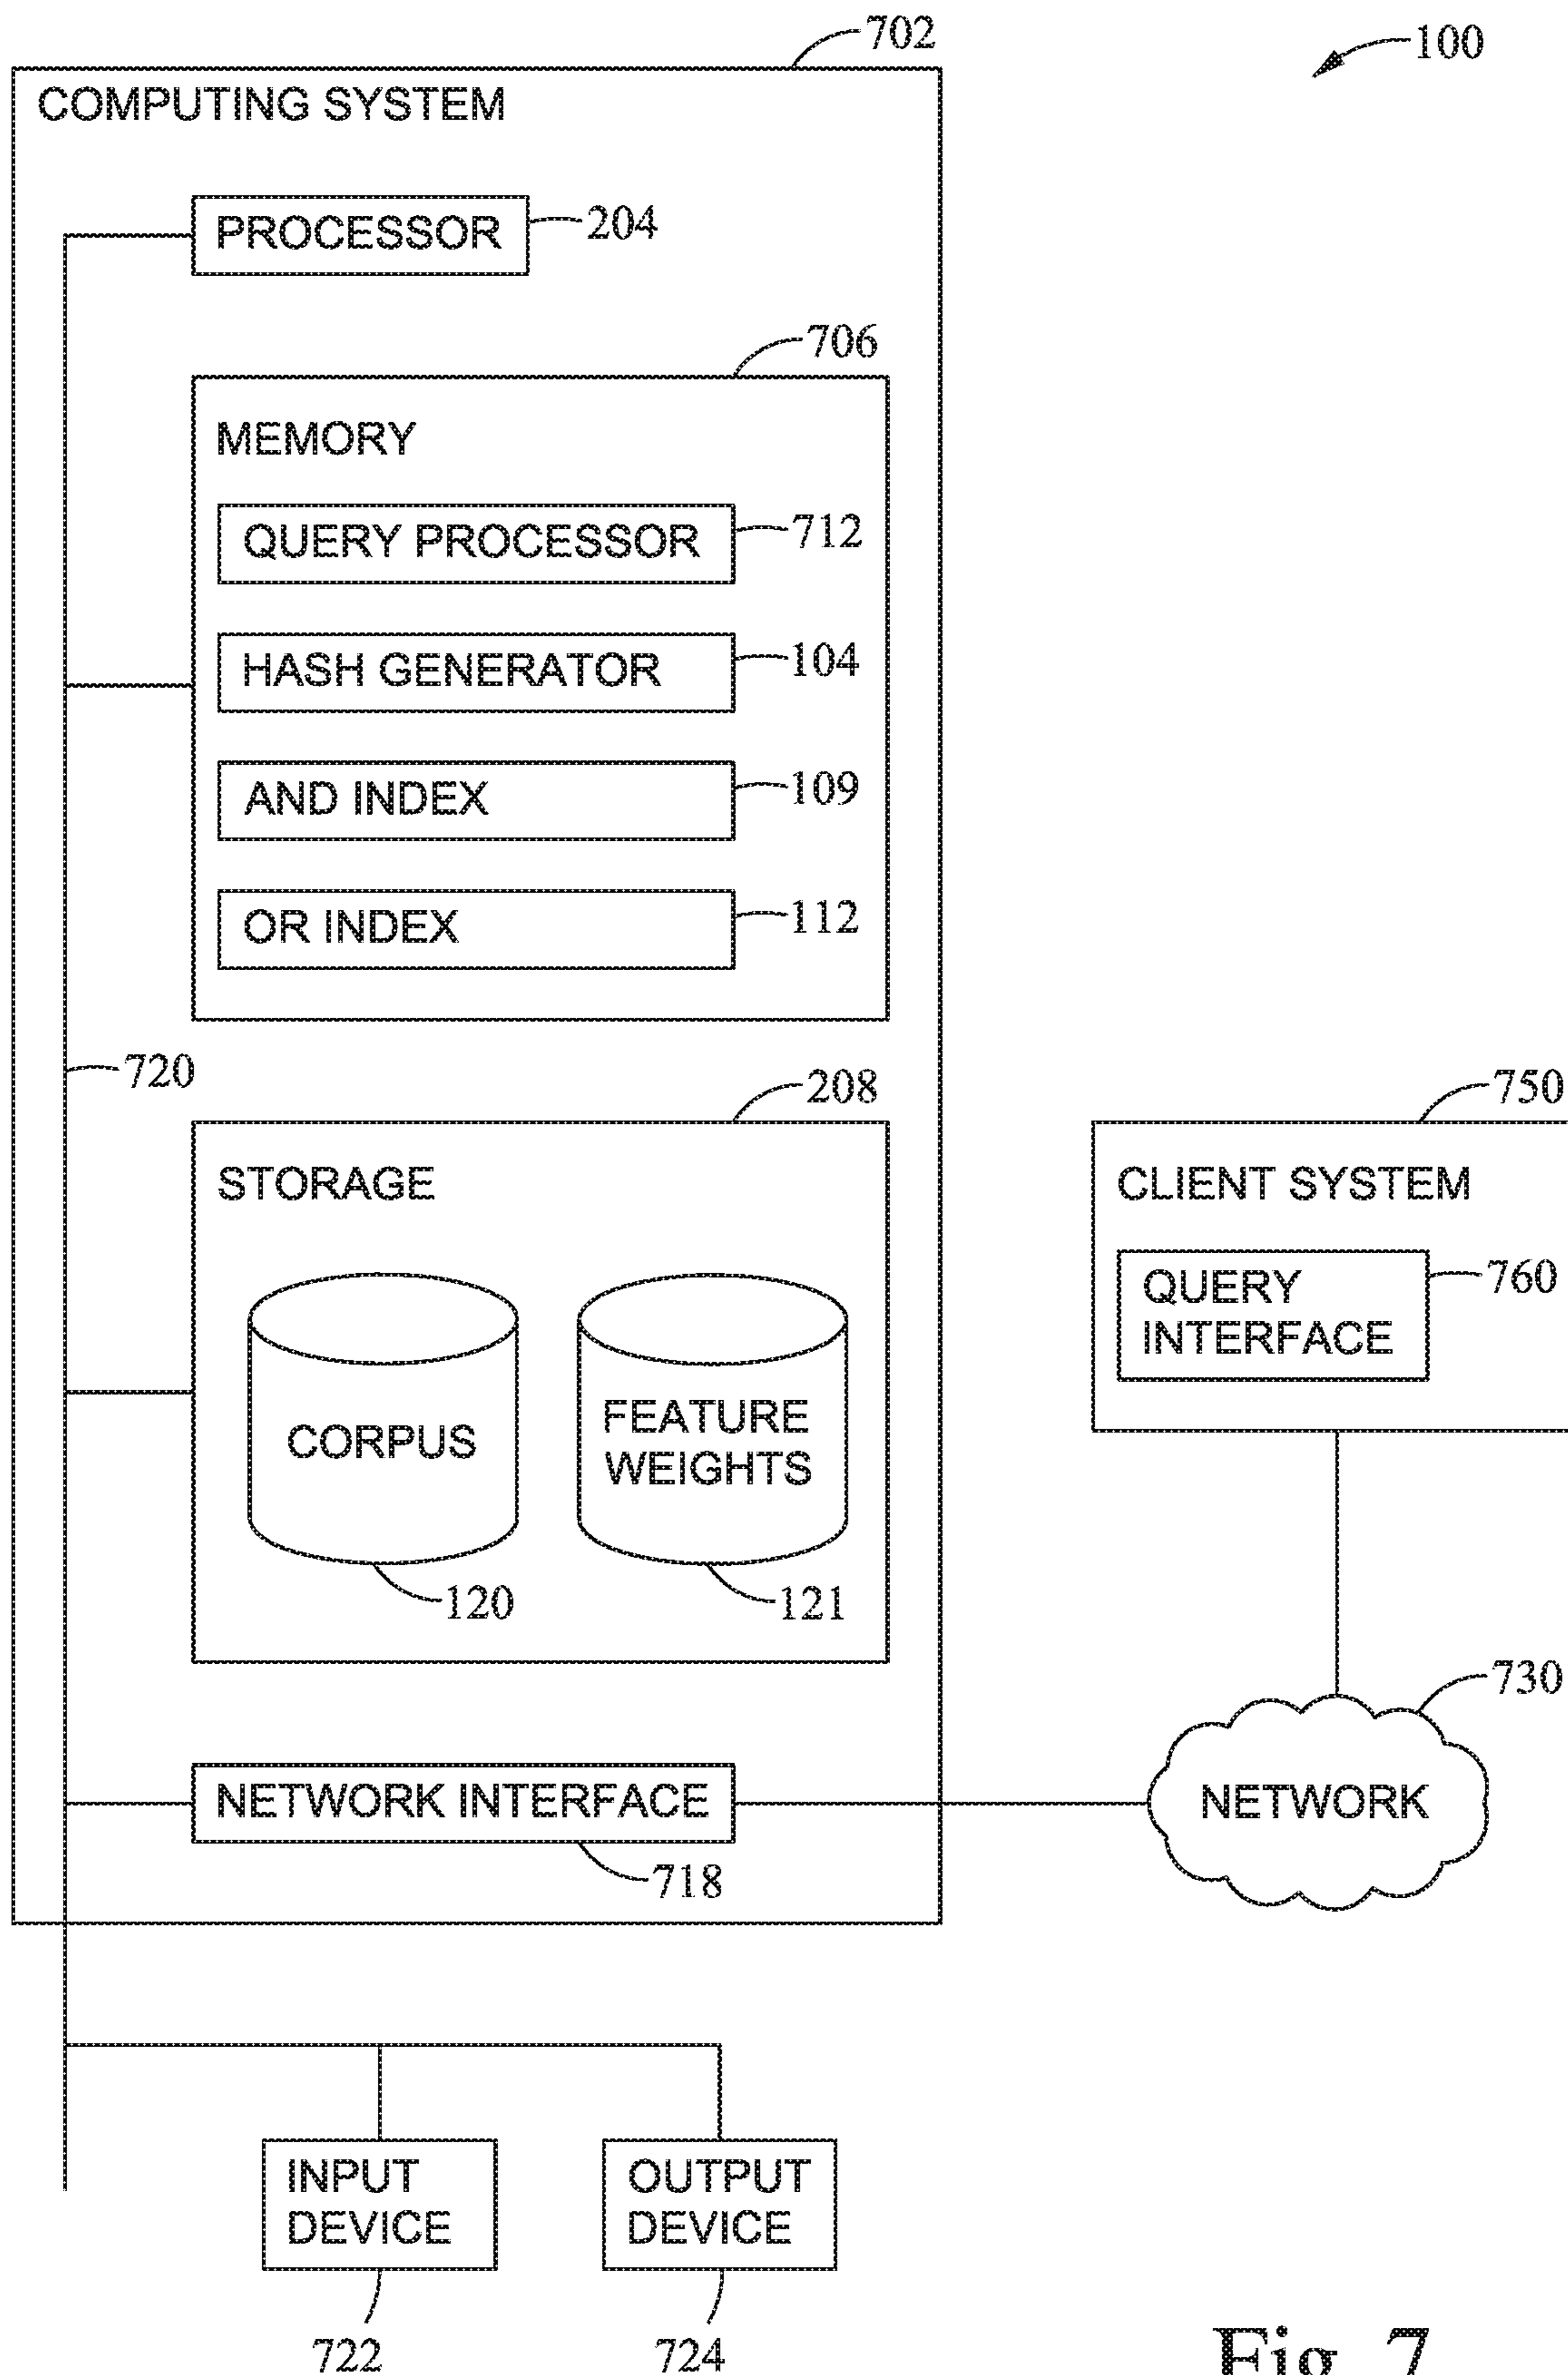 702
100
COMPUTING SYSTEM
PROCESSOR
204
706
MEMORY
QUERY PROCESSOR
712
HASH GENERATOR
104
AND INDEX
109
OR INDEX
112
720
208
750
STORAGE
CLIENT SYSTEM
QUERY
INTERFACE
760
CORPUS
FEATURE
WEIGHTS
120
121
730
NETWORK INTERFACE
NETWORK
718
INPUT
DEVICE
OUTPUT
DEVICE
722
724
Fig. 7